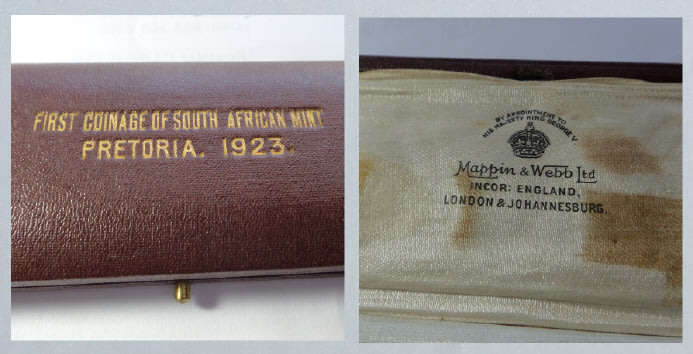 FIRST COINAGE OF SOUTH AFRICAN MINT
PRETORIA. 1923.
BY APPOINTMENT TO
HIS MAJESTY KING GEORGE V
Mappin & Webb Ltd
INCOR: ENGLAND.
LONDON & JOHANNESBURG.